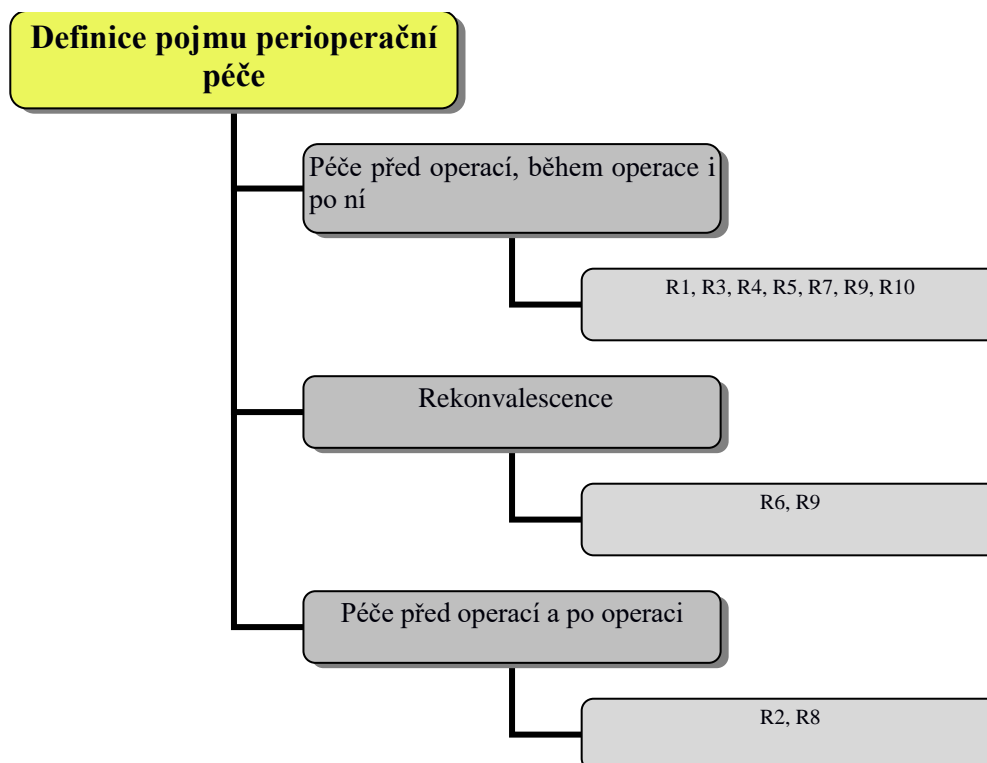 Definice pojmu perioperační
péče
Péče před operací, během operace i
po ní
R1, R3, R4, R5, R7, R9, R10
Rekonvalescence
R6, R9
Péče před operací a po operaci
R2, R8